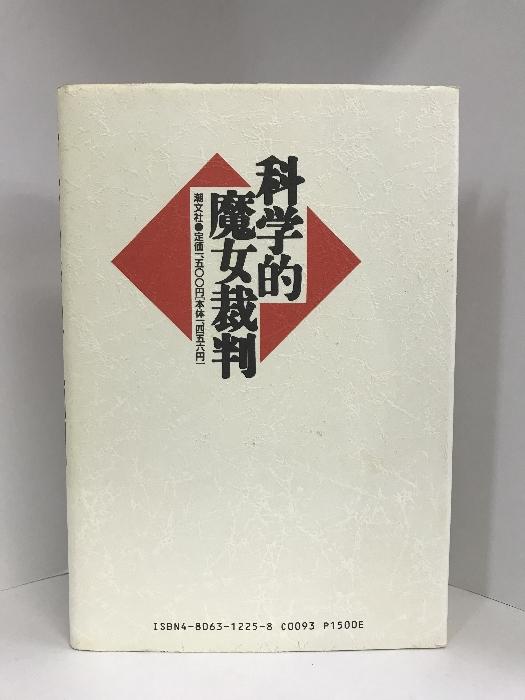 科学的
魔女裁判
潮文社●定価一、五〇〇円(本体一、四五六円)
ISBN4-8063-1225-8 C0093 P1500E